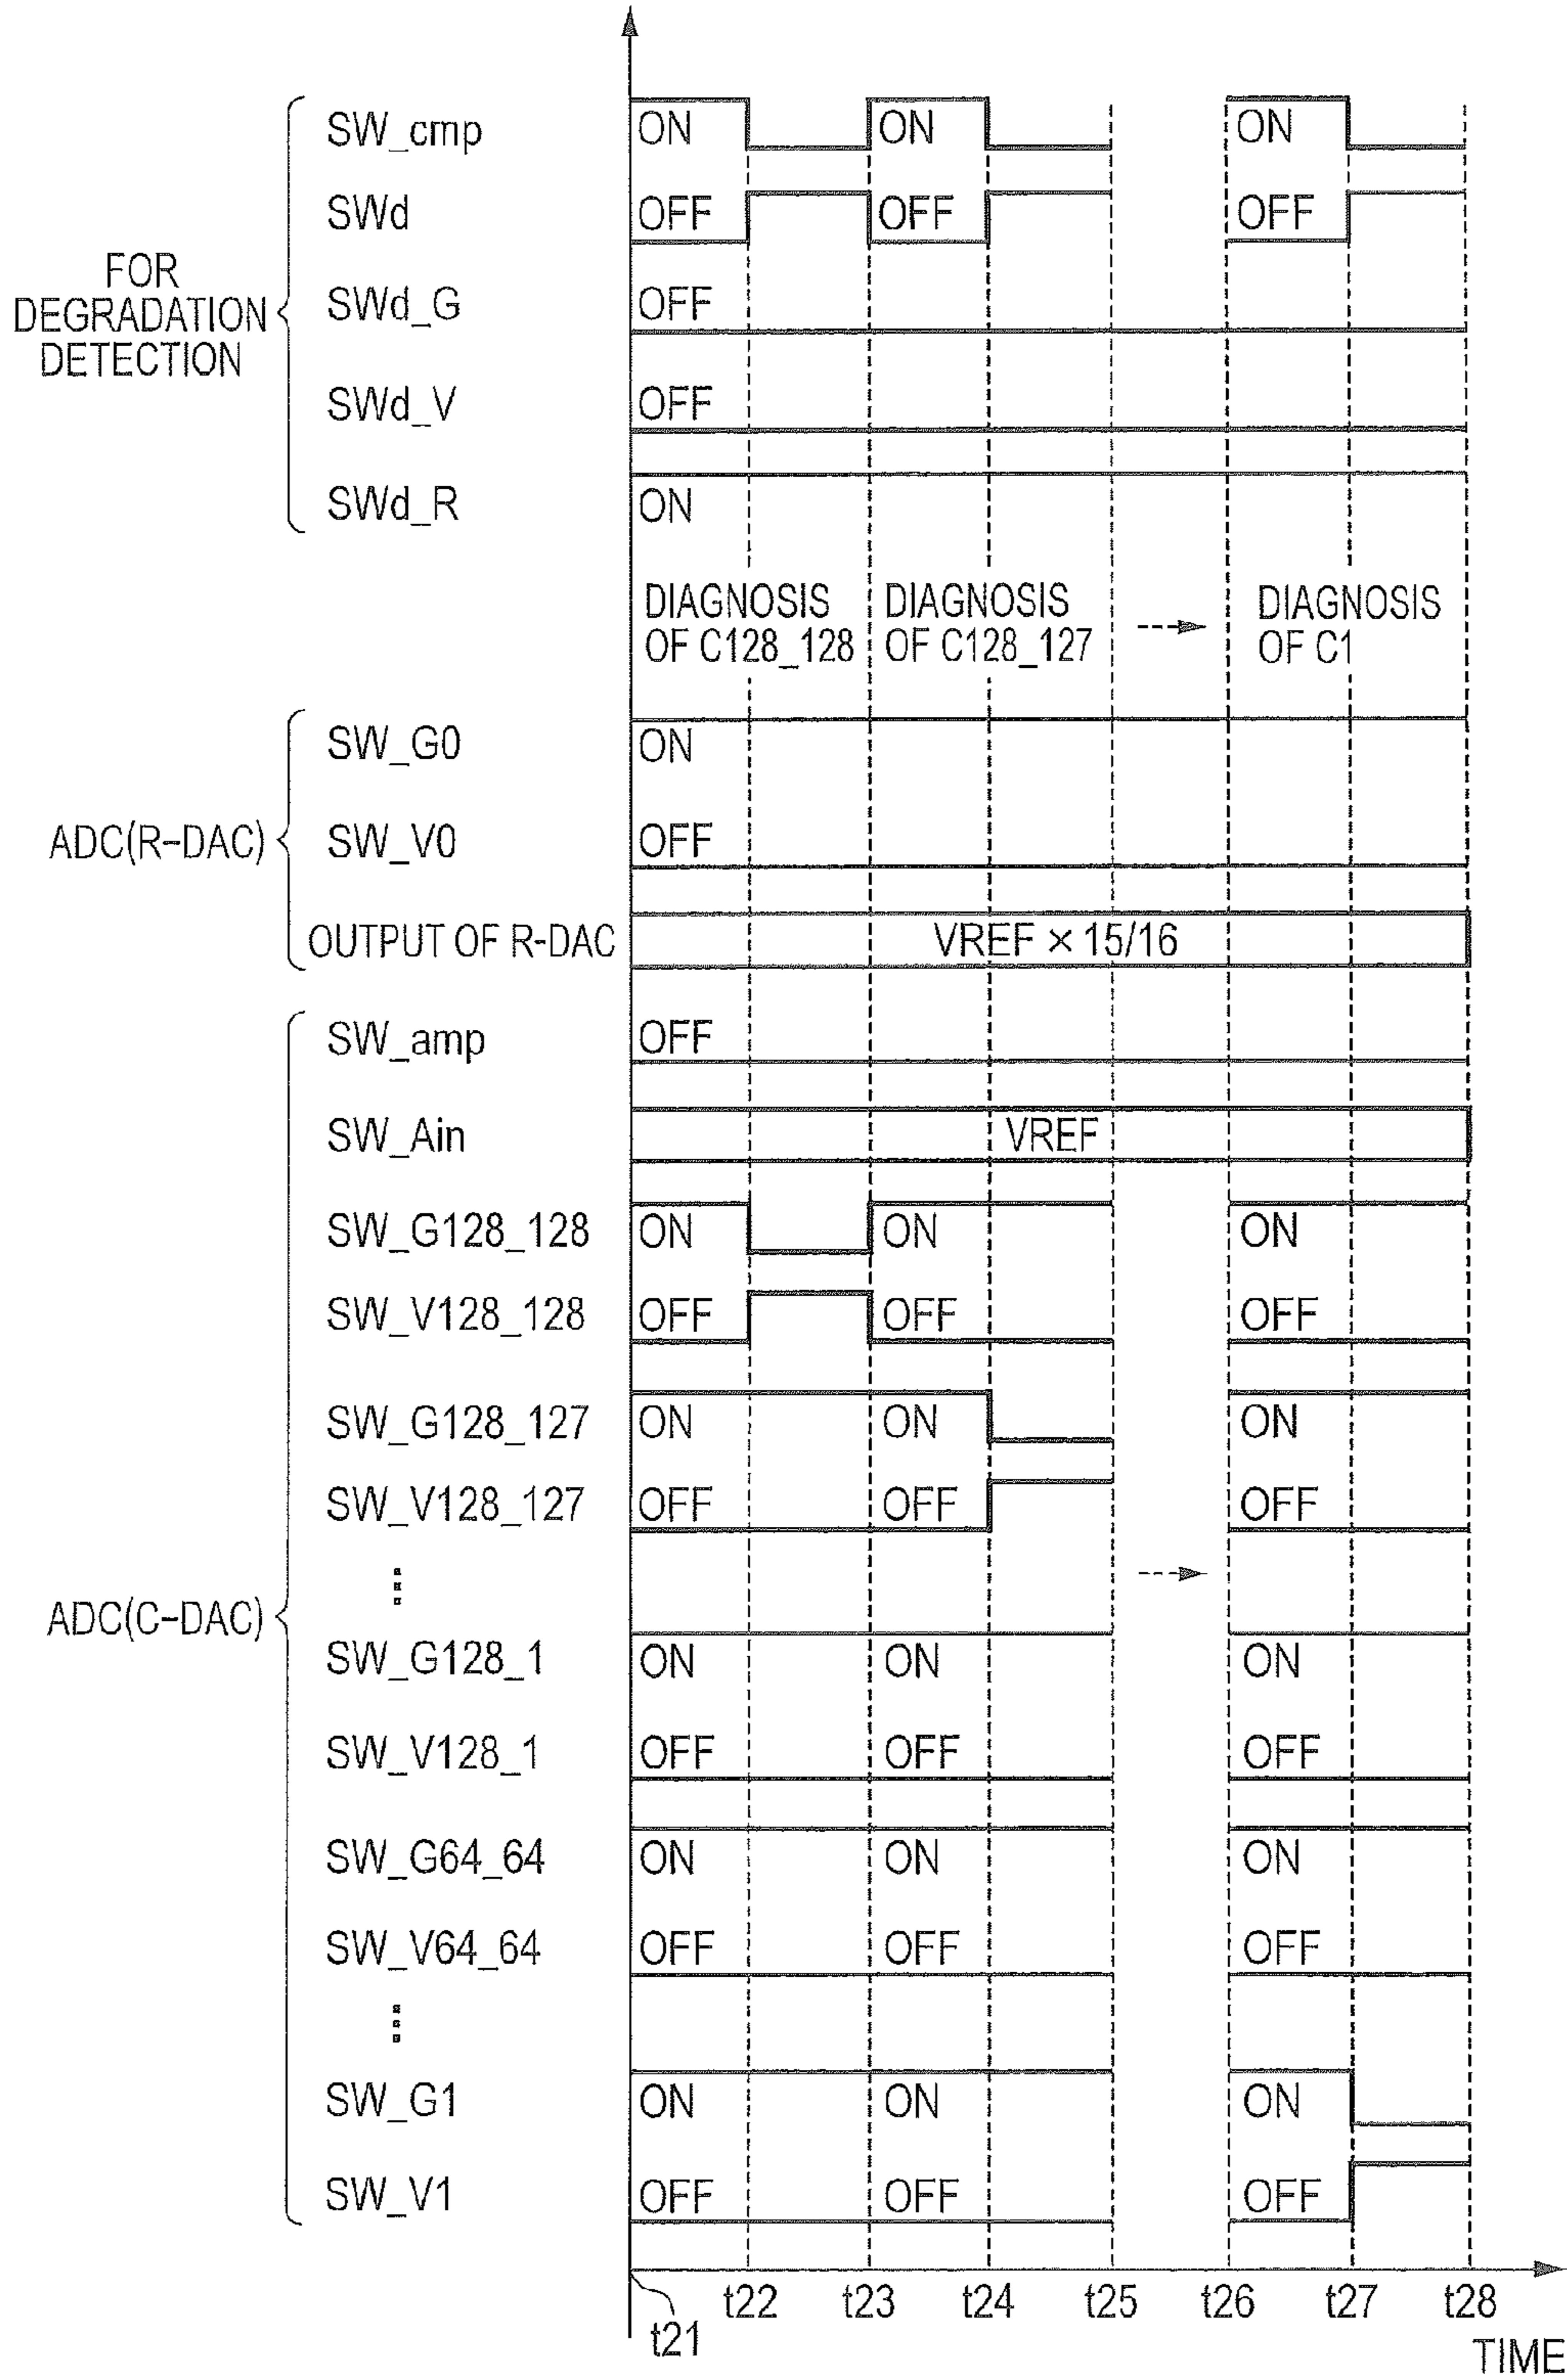 FOR
DEGRADATION
DETECTION
SW_cmp ON ON ON
SWd OFF OFF OFF
SWd_G OFF
SWd_V OFF
SWd_R ON
DIAGNOSIS
OF C128_128
DIAGNOSIS
OF C128_127
DIAGNOSIS
OF C1
ADC(R-DAC)
SW_G0 ON
SW_V0 OFF
OUTPUT OF R-DAC VREF × 15/16
ADC(C-DAC)
SW_amp OFF
SW_Ain VREF
SW_G128_128 ON ON ON
SW_V128_128 OFF OFF OFF
SW_G128_127 ON ON ON
SW_V128_127 OFF OFF OFF
SW_G128_1 ON ON ON
SW_V128_1 OFF OFF OFF
SW_G64_64 ON ON ON
SW_V64_64 OFF OFF OFF
SW_G1 ON ON ON
SW_V1 OFF OFF OFF
t21 t22 t23 t24 t25 t26 t27 t28
TIME